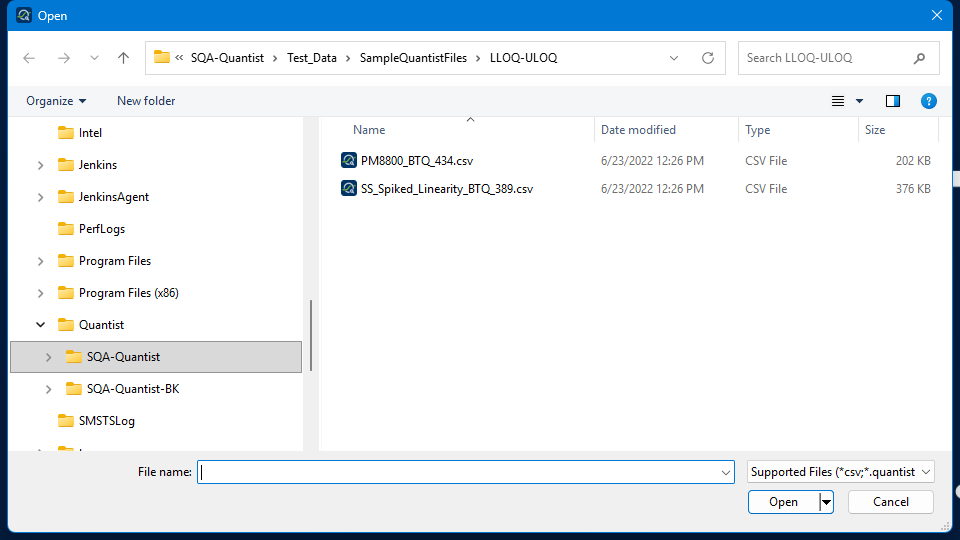 Open
« SQA-Quantist > Test_Data > SampleQuantistFiles > LLOQ-ULOQ
Search LLOQ-ULOQ
Organize New folder
Name Date modified Type Size
Intel
Jenkins
JenkinsAgent
PerfLogs
Program Files
Program Files (x86)
Quantist
SQA-Quantist
SQA-Quantist-BK
SMSTSLog
PM8800_BTQ_434.csv 6/23/2022 12:26 PM CSV File 202 KB
SS_Spiked_Linearity_BTQ_389.csv 6/23/2022 12:26 PM CSV File 376 KB
File name:
Supported Files (*csv;*.quantist
Open Cancel